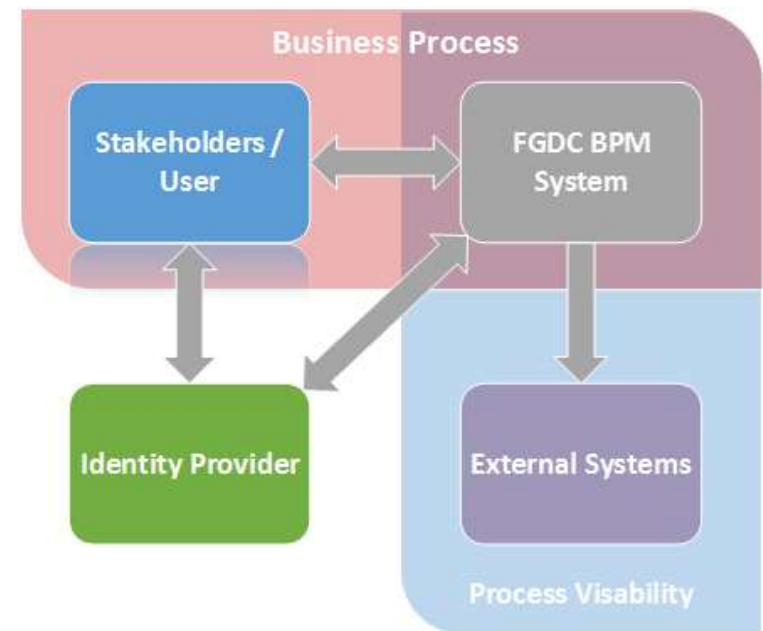 Business Process
Stakeholders /
User
FGDC BPM
System
Identity Provider
External Systems
Process Visability